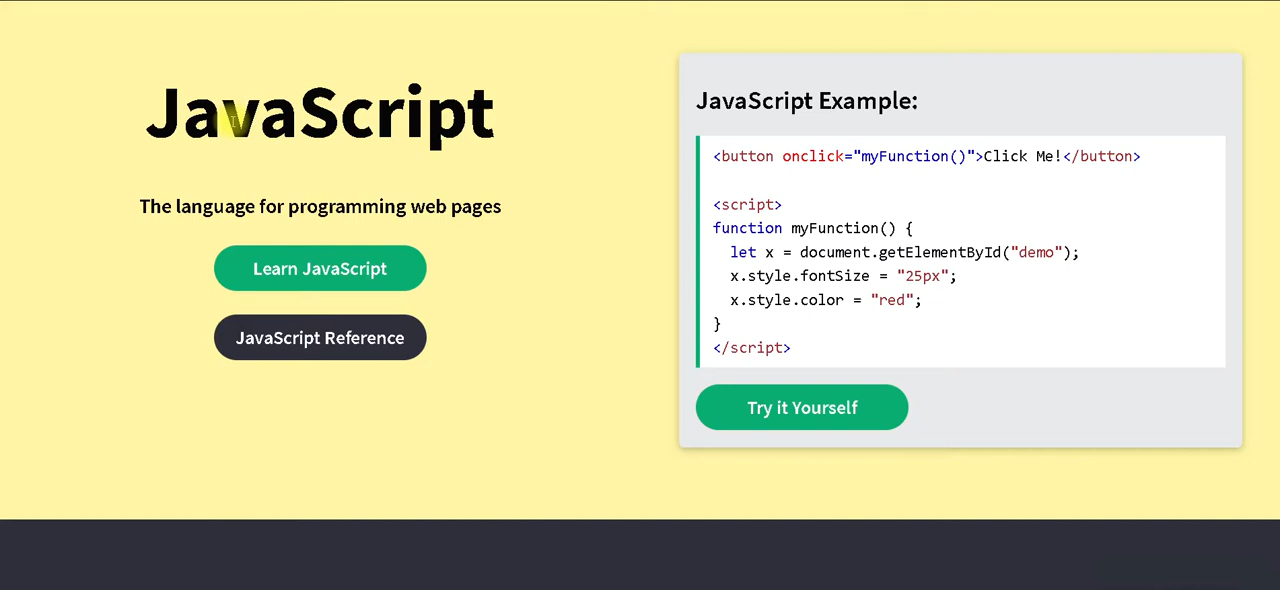 JavaScript
The language for programming web pages
Learn JavaScript
JavaScript Reference
JavaScript Example:
<button onclick="myFunction()">Click Me!</button>
<script>
function myFunction() {
  let x = document.getElementById("demo");
  x.style.fontSize = "25px";
  x.style.color = "red";
}
</script>
Try it Yourself